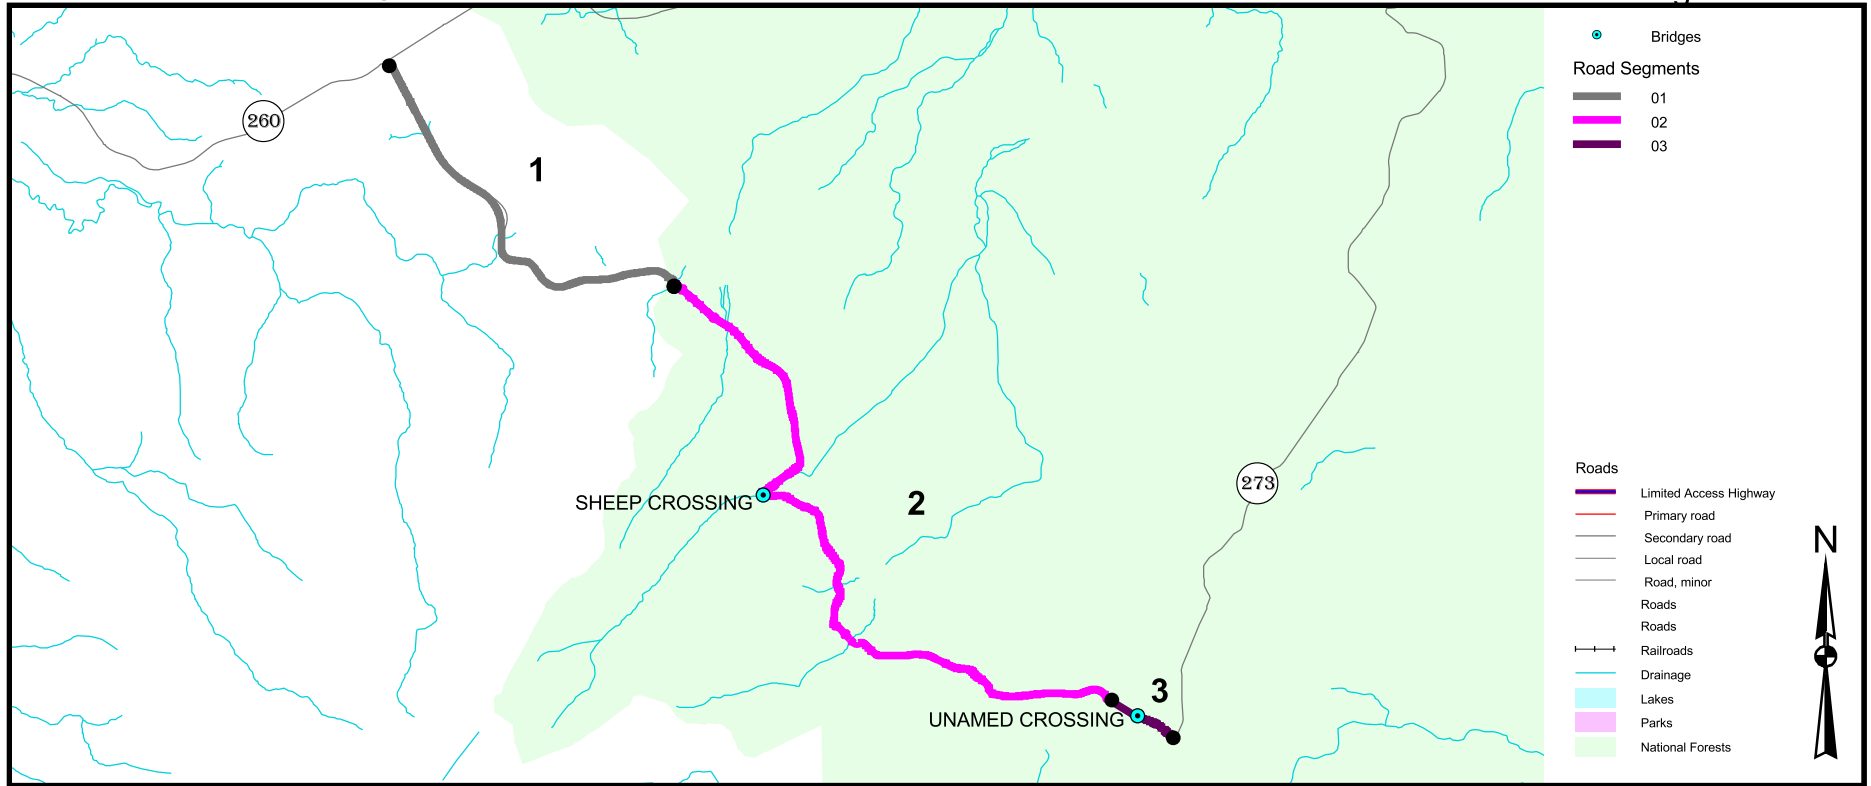 Bridges
Road Segments
01
02
03
260
1
SHEEP CROSSING
2
273
3
UNAMED CROSSING
Roads
Limited Access Highway
Primary road
Secondary road
Local road
Road, minor
Roads
Roads
Railroads
Drainage
Lakes
Parks
National Forests
N